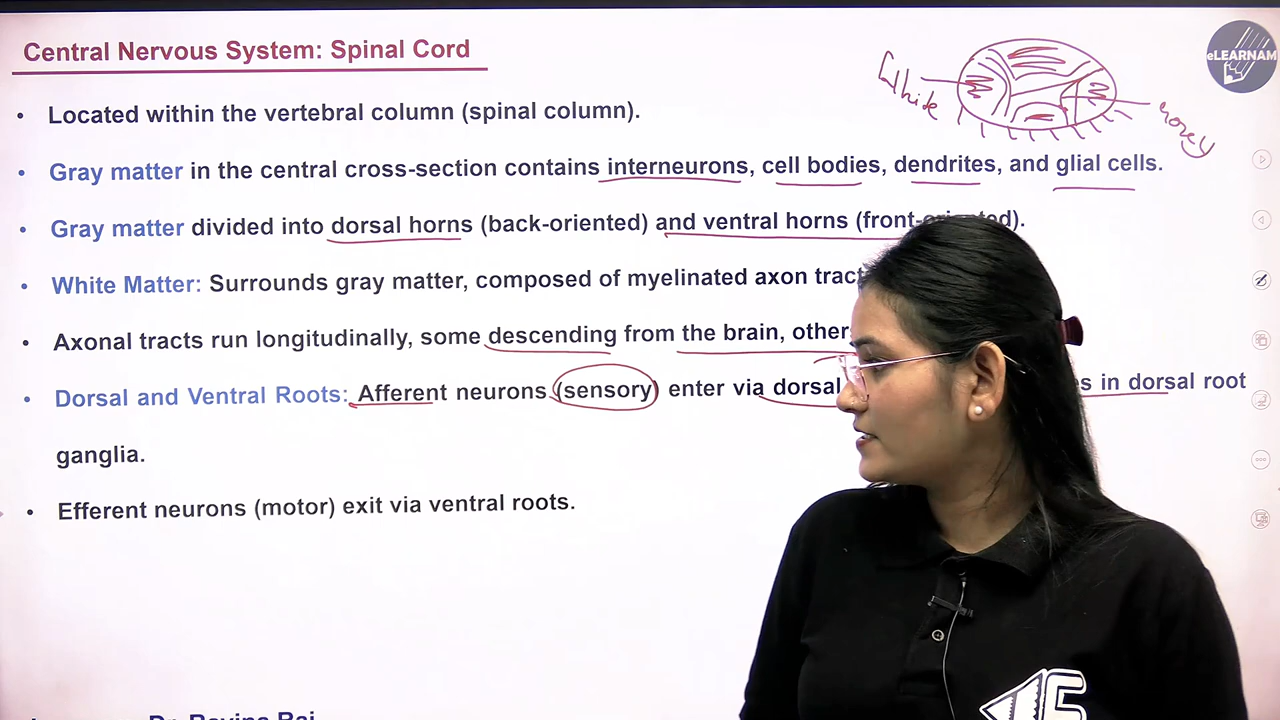 Central Nervous System: Spinal Cord
eLEARNAM
White
• Located within the vertebral column (spinal column).
• Gray matter in the central cross-section contains interneurons, cell bodies, dendrites, and glial cells.
• Gray matter divided into dorsal horns (back-oriented) and ventral horns (front-oriented).
• White Matter: Surrounds gray matter, composed of myelinated axon
• Axonal tracts run longitudinally, some descending from the brain,
• Dorsal and Ventral Roots: Afferent neurons (sensory) enter via dorsal in dorsal root
ganglia.
• Efferent neurons (motor) exit via ventral roots.